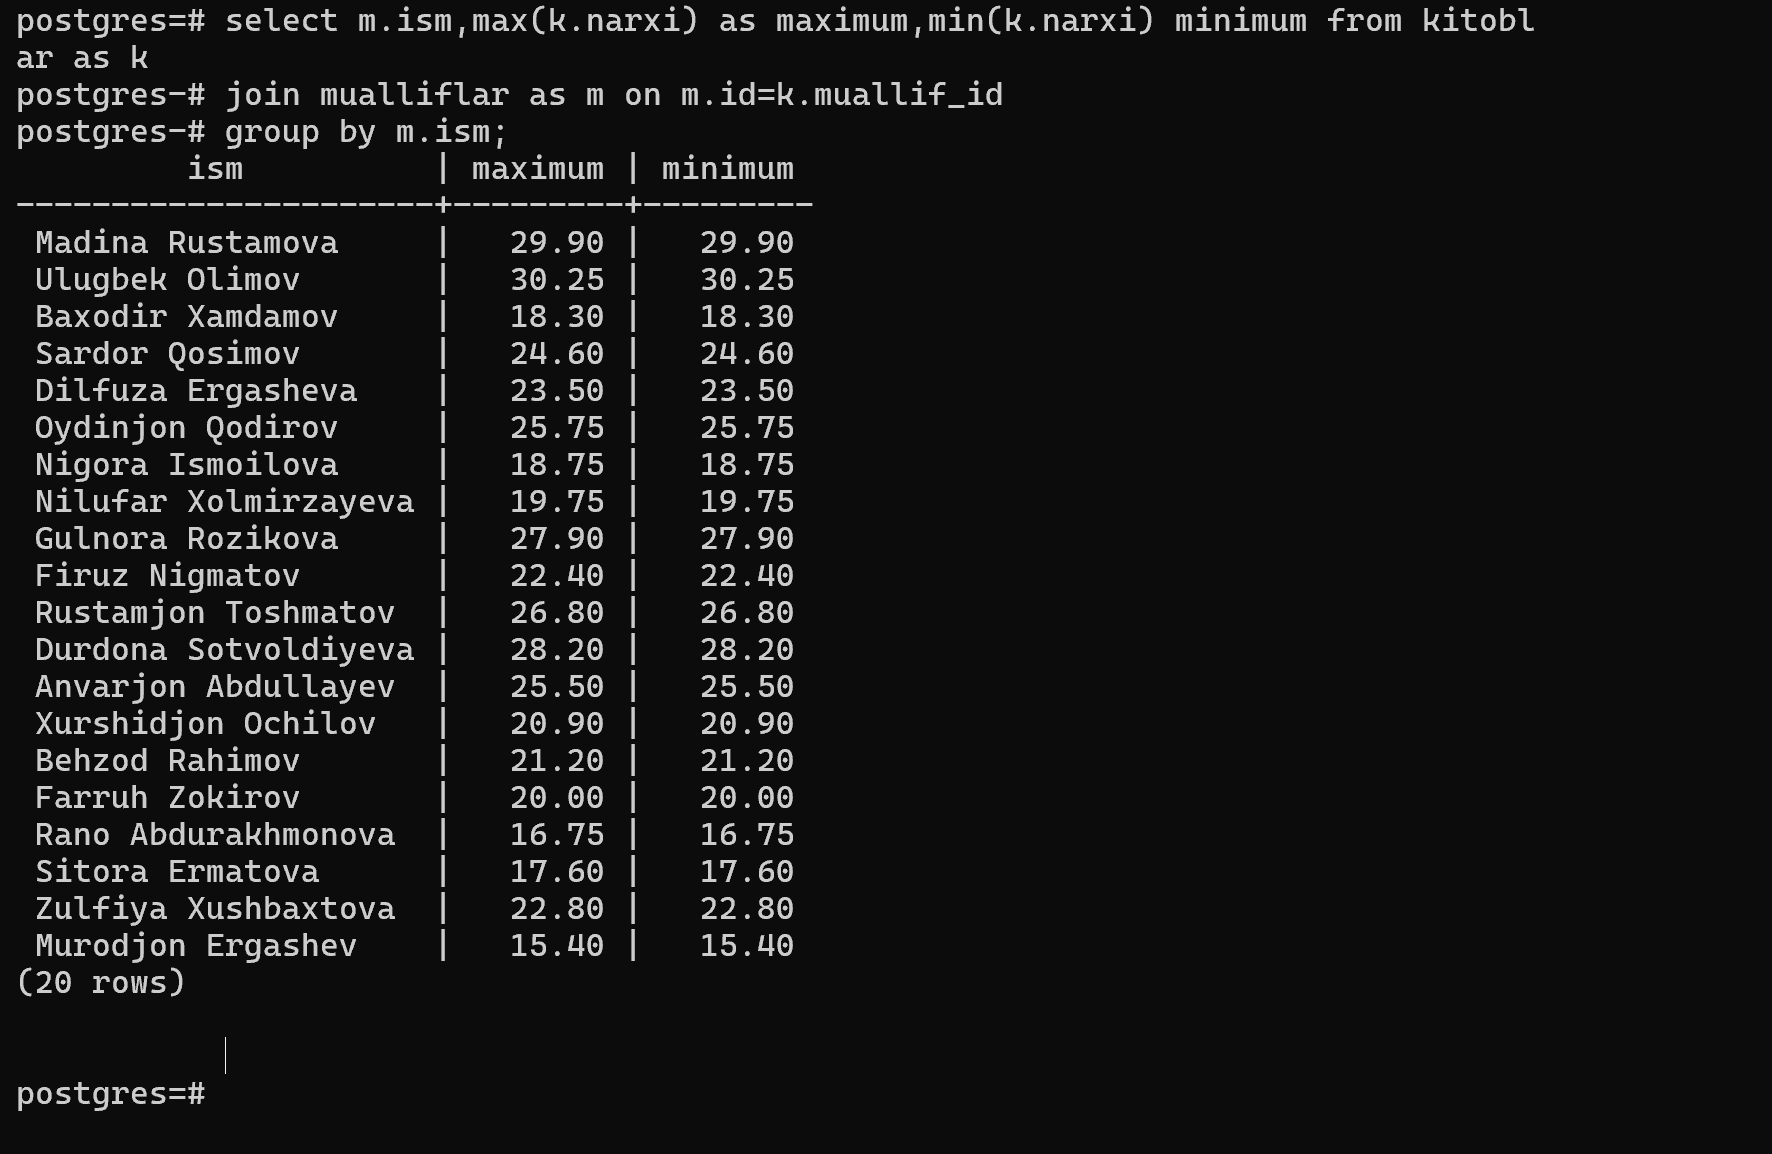 postgres=# select m.ism,max(k.narxi) as maximum,min(k.narxi) minimum from kitobl
ar as k
postgres-# join mualliflar as m on m.id=k.muallif_id
postgres-# group by m.ism;
         ism          | maximum | minimum
----------------------+---------+---------
 Madina Rustamova     |   29.90 |   29.90
 Ulugbek Olimov       |   30.25 |   30.25
 Baxodir Xamdamov     |   18.30 |   18.30
 Sardor Qosimov       |   24.60 |   24.60
 Dilfuza Ergasheva    |   23.50 |   23.50
 Oydinjon Qodirov     |   25.75 |   25.75
 Nigora Ismoilova     |   18.75 |   18.75
 Nilufar Xolmirzayeva |   19.75 |   19.75
 Gulnora Rozikova     |   27.90 |   27.90
 Firuz Nigmatov       |   22.40 |   22.40
 Rustamjon Toshmatov  |   26.80 |   26.80
 Durdona Sotvoldiyeva |   28.20 |   28.20
 Anvarjon Abdullayev  |   25.50 |   25.50
 Xurshidjon Ochilov   |   20.90 |   20.90
 Behzod Rahimov       |   21.20 |   21.20
 Farruh Zokirov       |   20.00 |   20.00
 Rano Abdurakhmonova  |   16.75 |   16.75
 Sitora Ermatova      |   17.60 |   17.60
 Zulfiya Xushbaxtova  |   22.80 |   22.80
 Murodjon Ergashev    |   15.40 |   15.40
(20 rows)
postgres=#